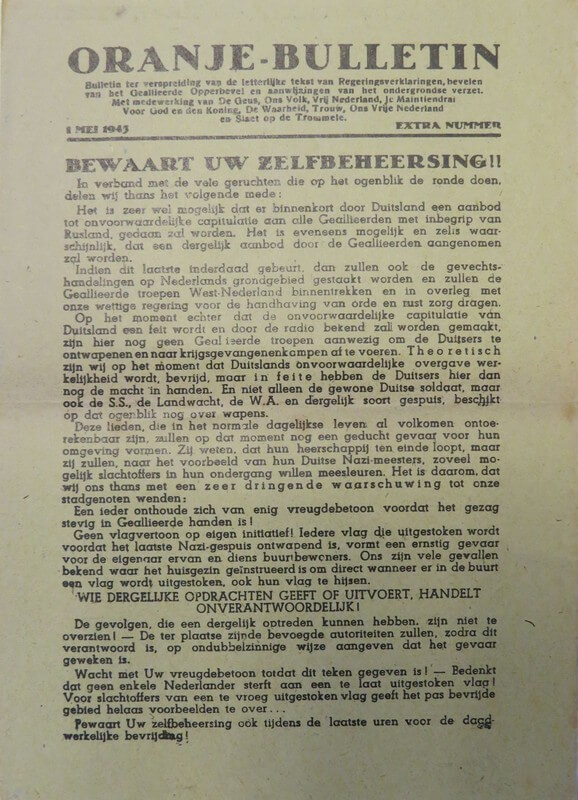 ORANJE-BULLETIN
Bulletin ter verspreiding van de letterlijke tekst van Regeringsverklaringen, bevelen
van het Geallieerde Opperbevel en aanwijzingen van het ondergrondse verzet.
Met medewerking van De Geus, Ons Volk, Vrij Nederland, Je Maintiendrai
Voor God en den Koning, De Waarheid, Trouw, Ons Vrije Nederland
en Slaet op de Trommele.
1 MEI 1945 EXTRA NUMMER
BEWAART UW ZELFBEHEERSING!!
In verband met de vele geruchten die op het ogenblik de ronde doen,
delen wij thans het volgende mede:
Het is zeer wel mogelijk dat er binnenkort door Duitsland een aanbod
tot onvoorwaardelijke capitulatie aan alle Geallieerden met inbegrip van
Rusland, gedaan zal worden. Het is eveneens mogelijk en zelfs waar-
schijnlijk, dat een dergelijk aanbod door de Geallieerden aangenomen
zal worden.
Indien dit laatste inderdaad gebeurt, dan zullen ook de gevechts-
handelingen op Nederlands grondgebied gestaakt worden en zullen de
Geallieerde troepen West-Nederland binnentrekken en in overleg met
onze wettige regering voor de handhaving van orde en rust zorg dragen.
Op het moment echter dat de onvoorwaardelijke capitulatie van
Duitsland een feit wordt en door de radio bekend zal worden gemaakt,
zijn hier nog geen Geallieerde troepen aanwezig om de Duitsers te
ontwapenen en naar krijgsgevangenenkampen af te voeren. Theoretisch
zijn wij op het moment dat Duitslands onvoorwaardelijke overgave wer-
kelijkheid wordt, bevrijd, maar in feite hebben de Duitsers hier dan
nog de macht in handen. En niet alleen de gewone Duitse soldaat, maar
ook de S.S., de Landwacht, de W.A. en dergelijk soort gespuis, beschikt
op dat ogenblik nog over wapens.
Deze lieden, die in het normale dagelijkse leven al volkomen ontoe-
rekenbaar zijn, zullen op dat moment nog een geducht gevaar voor hun
omgeving vormen. Zij weten, dat hun heerschappij ten einde loopt, maar
zij zullen, naar het voorbeeld van hun Duitse Nazi-meesters, zoveel mo-
gelijk slachtoffers in hun ondergang willen meesleuren. Het is daarom, dat
wij ons thans met een zeer dringende waarschuwing tot onze
stadgenoten wenden:
Een ieder onthoude zich van enig vreugdebetoon voordat het gezag
stevig in Geallieerde handen is!
Geen vlagvertoon op eigen initiatief! Iedere vlag die uitgestoken wordt
voordat het laatste Nazi-gespuis ontwapend is, vormt een ernstig gevaar
voor de eigenaar ervan en diens buurtbewoners. Ons zijn vele gevallen
bekend waar het huisgezin geïnstrueerd is om direct wanneer er in de buurt
een vlag wordt uitgestoken, ook hun vlag te hijsen.
WIE DERGELIJKE OPDRACHTEN GEEFT OF UITVOERT, HANDELT
ONVERANTWOORDELIJK!
De gevolgen, die een dergelijk optreden kunnen hebben, zijn niet te
overzien! — De ter plaatse zijnde bevoegde autoriteiten zullen, zodra dit
verantwoord is, op ondubbelzinnige wijze aangeven dat het gevaar
geweken is.
Wacht met Uw vreugdebetoon totdat dit teken gegeven is! — Bedenkt
dat geen enkele Nederlander sterft aan een te laat uitgestoken vlag!
Voor slachtoffers van een te vroeg uitgestoken vlag geeft het pas bevrijde
gebied helaas voorbeelden te over...
Bewaart Uw zelfbeheersing ook tijdens de laatste uren voor de daad-
werkelijke bevrijding!